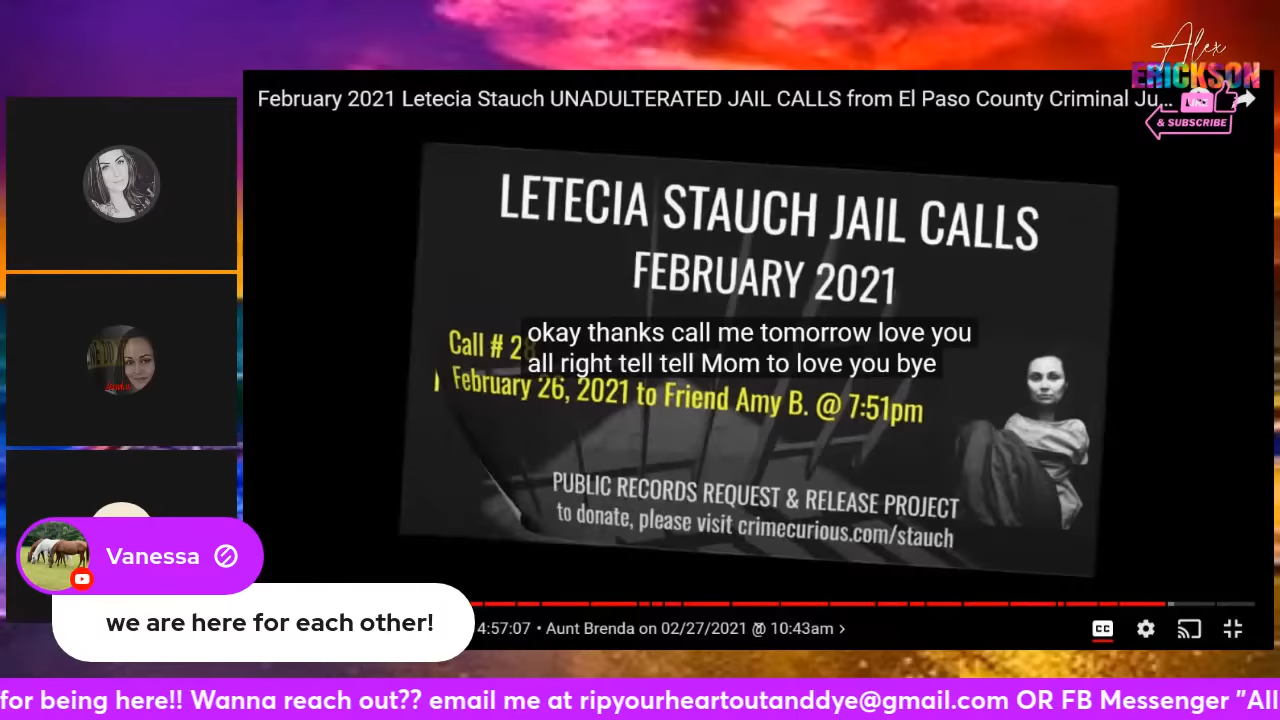 Alex
ERICKSON
LIKE
& SUBSCRIBE
February 2021 Letecia Stauch UNADULTERATED JAIL CALLS from El Paso County Criminal Ju...
LETECIA STAUCH JAIL CALLS
FEBRUARY 2021
okay thanks call me tomorrow love you
all right tell tell Mom to love you bye
Call # 28
February 26, 2021 to Friend Amy B. @ 7:51pm
PUBLIC RECORDS REQUEST & RELEASE PROJECT
to donate, please visit crimecurious.com/stauch
Vanessa
we are here for each other!
4:57:07 • Aunt Brenda on 02/27/2021 @ 10:43am
CC
for being here!! Wanna reach out?? email me at ripyourheartoutanddye@gmail.com OR FB Messenger "All